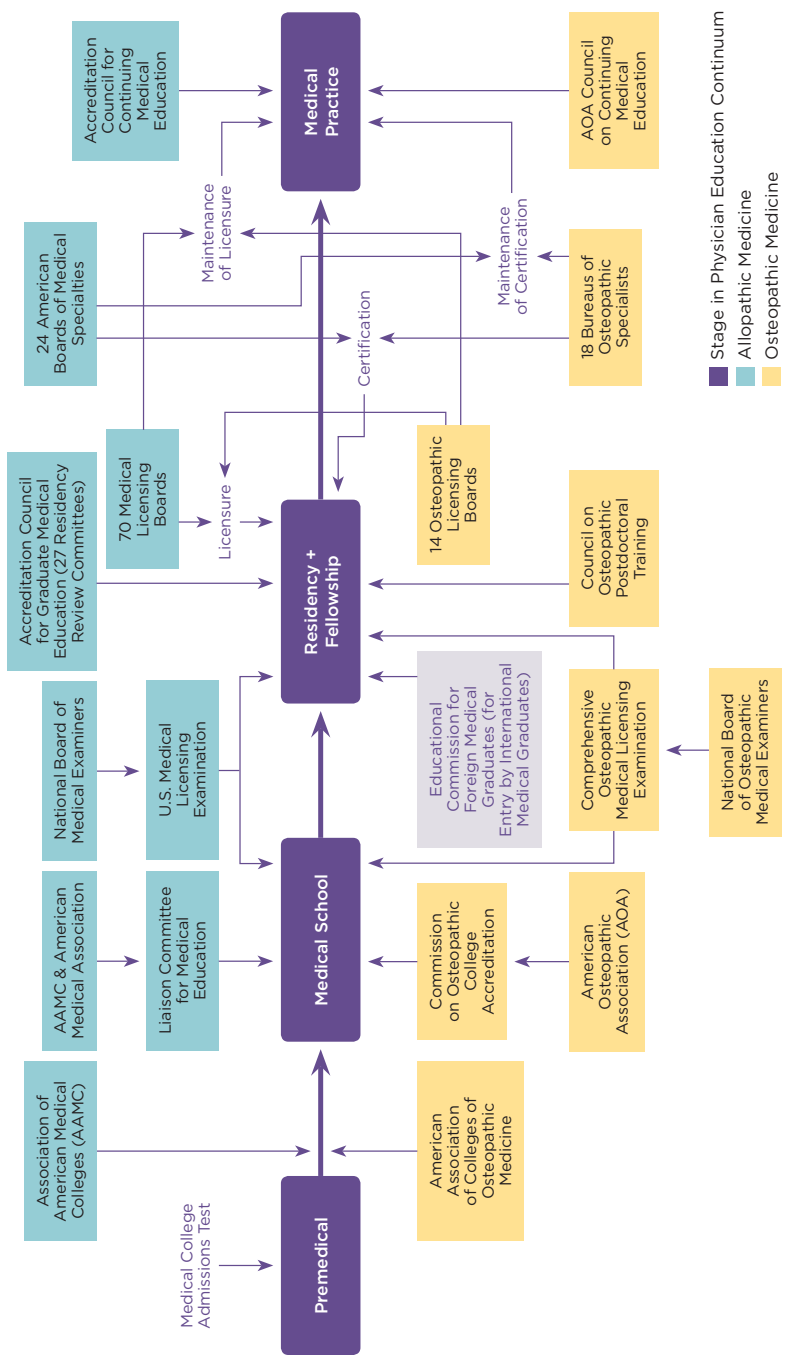 Association of
American Medical
Colleges (AAMC)
AAMC & American
Medical Association
National Board of
Medical Examiners
Accreditation Council
for Graduate Medical
Education (27 Residency
Review Committees)
24 American
Boards of Medical
Specialties
Accreditation
Council for
Continuing
Medical
Education
Medical College
Admissions Test
Liaison Committee
for Medical
Education
U.S. Medical
Licensing
Examination
70 Medical
Licensing
Boards
Licensure
Maintenance
of Licensure
Certification
Premedical
Medical School
Residency +
Fellowship
Medical
Practice
American
Association
of Colleges of
Osteopathic
Medicine
Commission
on Osteopathic
College
Accreditation
Educational
Commission for
Foreign Medical
Graduates (for
Entry by International
Medical Graduates)
14 Osteopathic
Licensing
Boards
Maintenance
of Certification
American
Osteopathic
Association (AOA)
Comprehensive
Osteopathic
Medical Licensing
Examination
Council on
Osteopathic
Postdoctoral
Training
18 Bureaus of
Osteopathic
Specialists
AOA Council
on Continuing
Medical
Education
National Board
of Osteopathic
Medical Examiners
Stage in Physician Education Continuum
Allopathic Medicine
Osteopathic Medicine